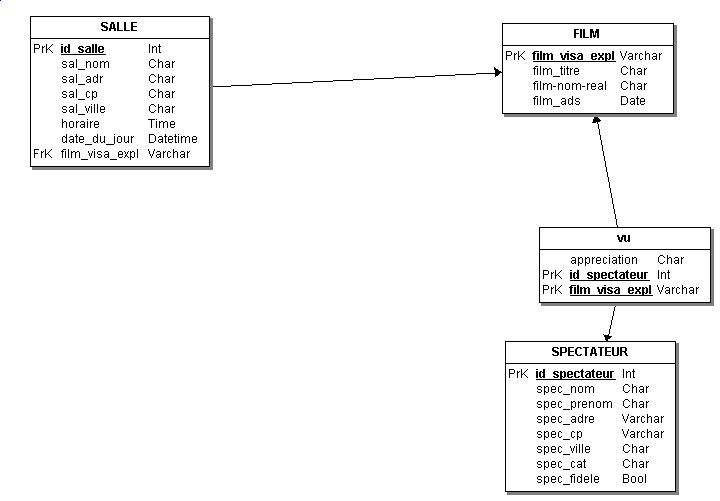 SALLE
PrK id_salle Int
sal_nom Char
sal_adr Char
sal_cp Char
sal_ville Char
horaire Time
date_du_jour Datetime
FrK film_visa_expl Varchar
FILM
PrK film_visa_expl Varchar
film_titre Char
film-nom-real Char
film_ads Date
vu
appreciation Char
PrK id_spectateur Int
PrK film_visa_expl Varchar
SPECTATEUR
PrK id_spectateur Int
spec_nom Char
spec_prenom Char
spec_adre Varchar
spec_cp Varchar
spec_ville Char
spec_cat Char
spec_fidele Bool